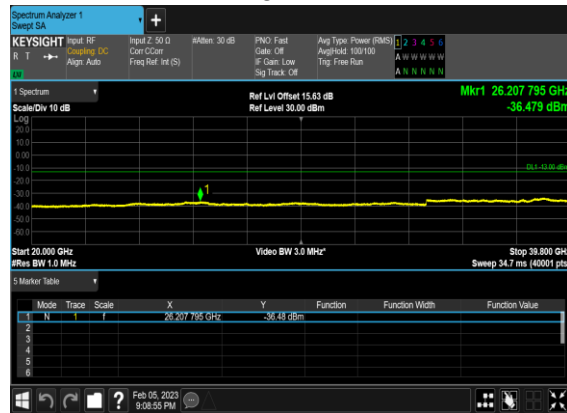 Spectrum Analyzer 1
Swept SA
KEYSIGHT Input: RF Input Z: 50 Ω #Atten: 30 dB PNO: Fast Avg Type: Power (RMS) 1 2 3 4 5 6
R T Coupling: DC Corr CCorr Gate: Off Avg|Hold: 100/100 A W W W W W
Align: Auto Freq Ref: Int (S) IF Gain: Low Trig: Free Run A N N N N N
Sig Track: Off
LW
1 Spectrum Ref Lvl Offset 15.63 dB Mkr1 26.207 795 GHz
Scale/Div 10 dB Ref Level 30.00 dBm -36.479 dBm
Log
20.0
10.0
0.00
-10.0 DL1 -13.00 dBm
-20.0
-30.0 1
-40.0
-50.0
-60.0
Start 20.000 GHz Video BW 3.0 MHz* Stop 39.800 GHz
#Res BW 1.0 MHz Sweep 34.7 ms (40001 pts
5 Marker Table
Mode Trace Scale X Y Function Function Width Function Value
1 N 1 f 26.207 795 GHz -36.48 dBm
2
3
4
5
6
? Feb 05, 2023
9:08:55 PM